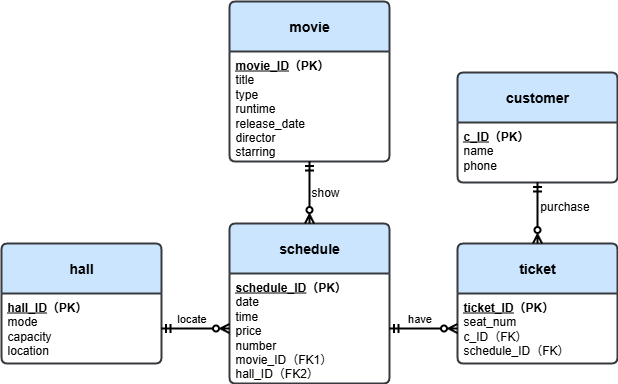 movie
movie_ID（PK）
title
type
runtime
release_date
director
starring
customer
c_ID（PK）
name
phone
show
purchase
hall
hall_ID（PK）
mode
capacity
location
locate
schedule
schedule_ID（PK）
date
time
price
number
movie_ID（FK1）
hall_ID（FK2）
have
ticket
ticket_ID（PK）
seat_num
c_ID（FK）
schedule_ID（FK）